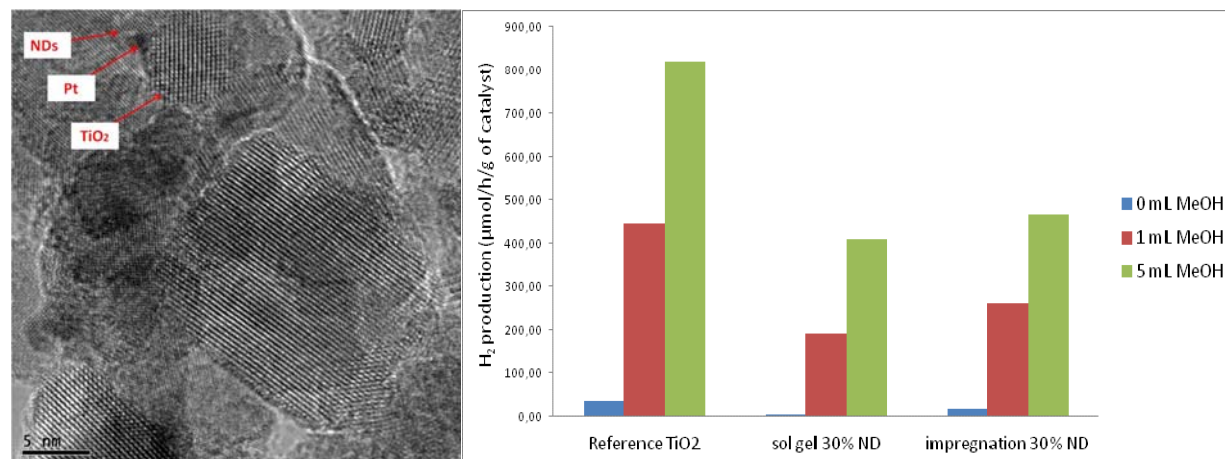 NDs
Pt
TiO₂
5 nm
H₂ production (µmol/h/g of catalyst)
900,00
800,00
700,00
600,00
500,00
400,00
300,00
200,00
100,00
0,00
Reference TiO2
sol gel 30% ND
impregnation 30% ND
0 mL MeOH
1 mL MeOH
5 mL MeOH